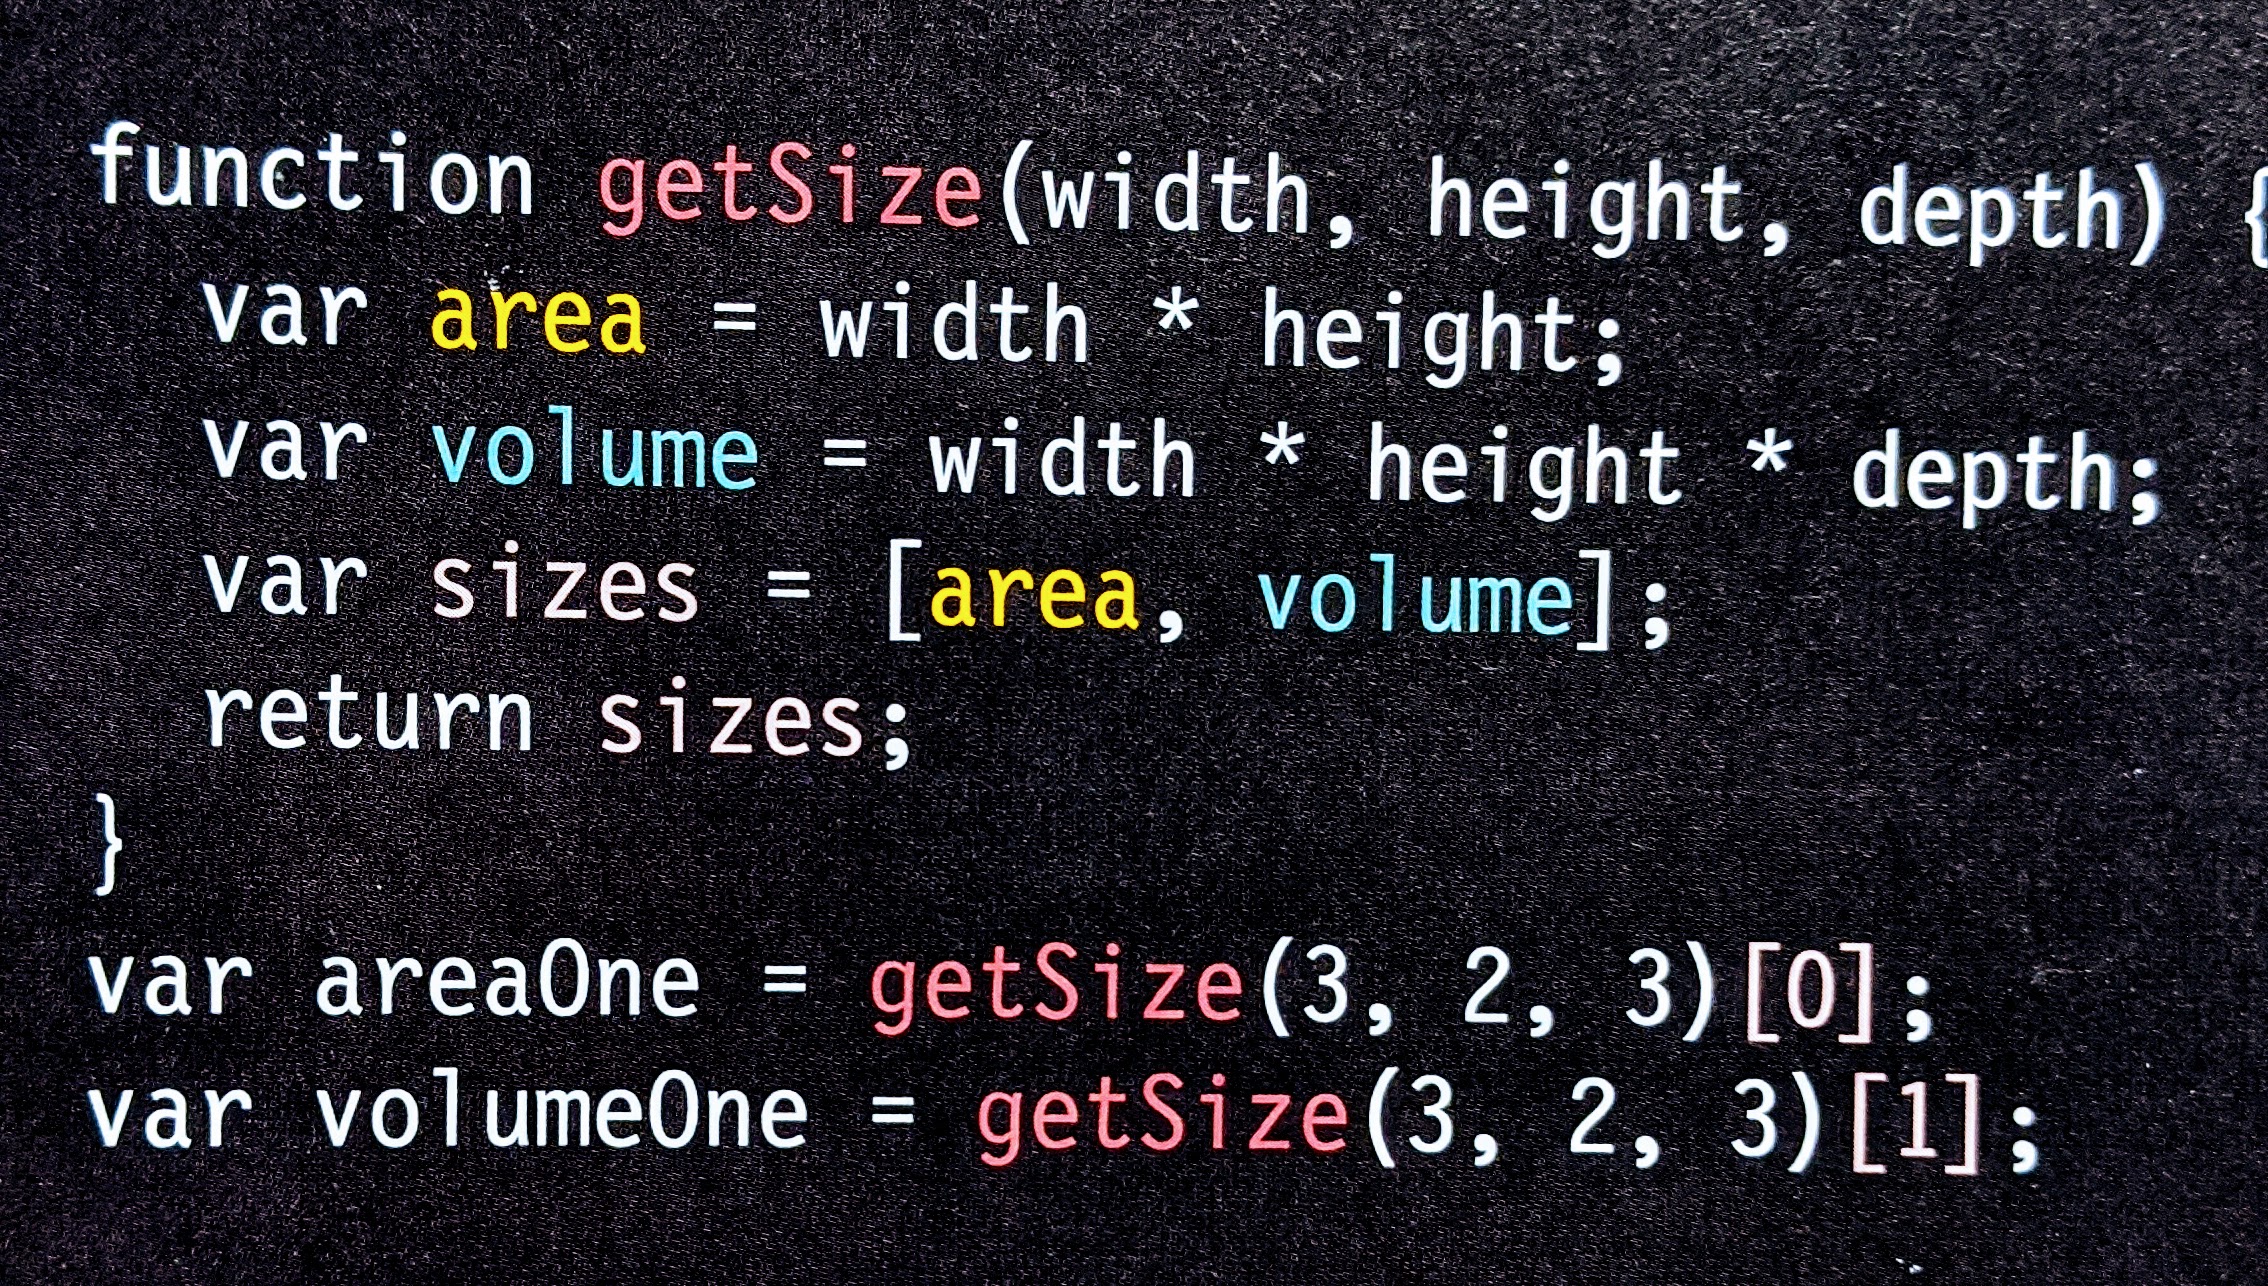 function getSize(width, height, depth) {
  var area = width * height;
  var volume = width * height * depth;
  var sizes = [area, volume];
  return sizes;
}
var areaOne = getSize(3, 2, 3)[0];
var volumeOne = getSize(3, 2, 3)[1];